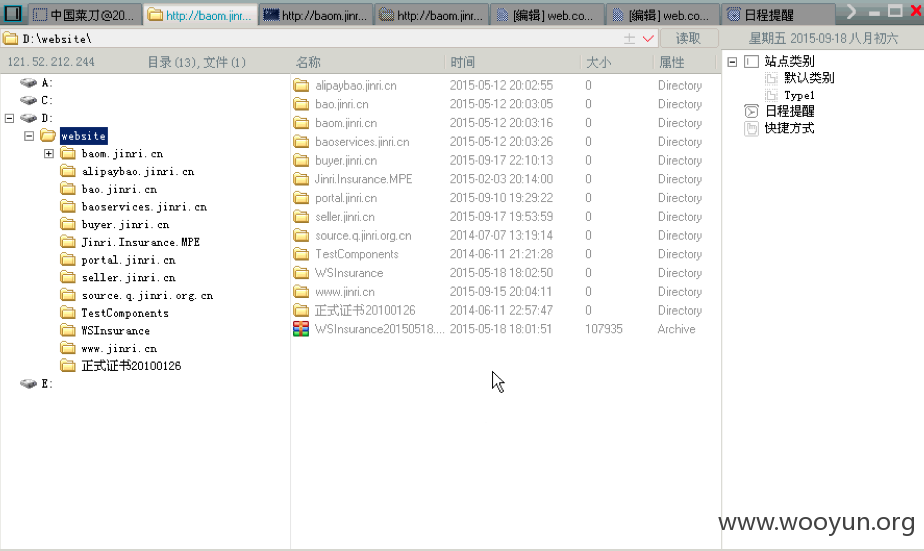 中国菜刀@20...
http://baom.jinr...
http://baom.jinr...
http://baom.jinr...
[编辑] web.co...
[编辑] web.co...
日程提醒
D:\website\
读取
星期五 2015-09-18 八月初六
121.52.212.244
目录(13),文件(1)
名称 时间 大小 属性
A:
C:
D:
website
baom.jinri.cn
alipaybao.jinri.cn
bao.jinri.cn
baoservices.jinri.cn
buyer.jinri.cn
Jinri.Insurance.MPE
portal.jinri.cn
seller.jinri.cn
source.q.jinri.org.cn
TestComponents
WSInsurance
www.jinri.cn
正式证书20100126
E:
alipaybao.jinri.cn 2015-05-12 20:02:55 0 Directory
bao.jinri.cn 2015-05-12 20:03:05 0 Directory
baom.jinri.cn 2015-05-12 20:03:16 0 Directory
baoservices.jinri.cn 2015-05-12 20:03:26 0 Directory
buyer.jinri.cn 2015-09-17 22:10:13 0 Directory
Jinri.Insurance.MPE 2015-02-03 20:14:00 0 Directory
portal.jinri.cn 2015-09-10 19:29:22 0 Directory
seller.jinri.cn 2015-09-17 19:53:59 0 Directory
source.q.jinri.org.cn 2014-07-07 13:19:14 0 Directory
TestComponents 2014-06-11 21:21:28 0 Directory
WSInsurance 2015-05-18 18:02:50 0 Directory
www.jinri.cn 2015-09-15 20:04:11 0 Directory
正式证书20100126 2014-06-11 22:57:47 0 Directory
WSInsurance20150518.... 2015-05-18 18:01:51 107935 Archive
站点类别
默认类别
Type1
日程提醒
快捷方式
www.wooyun.org